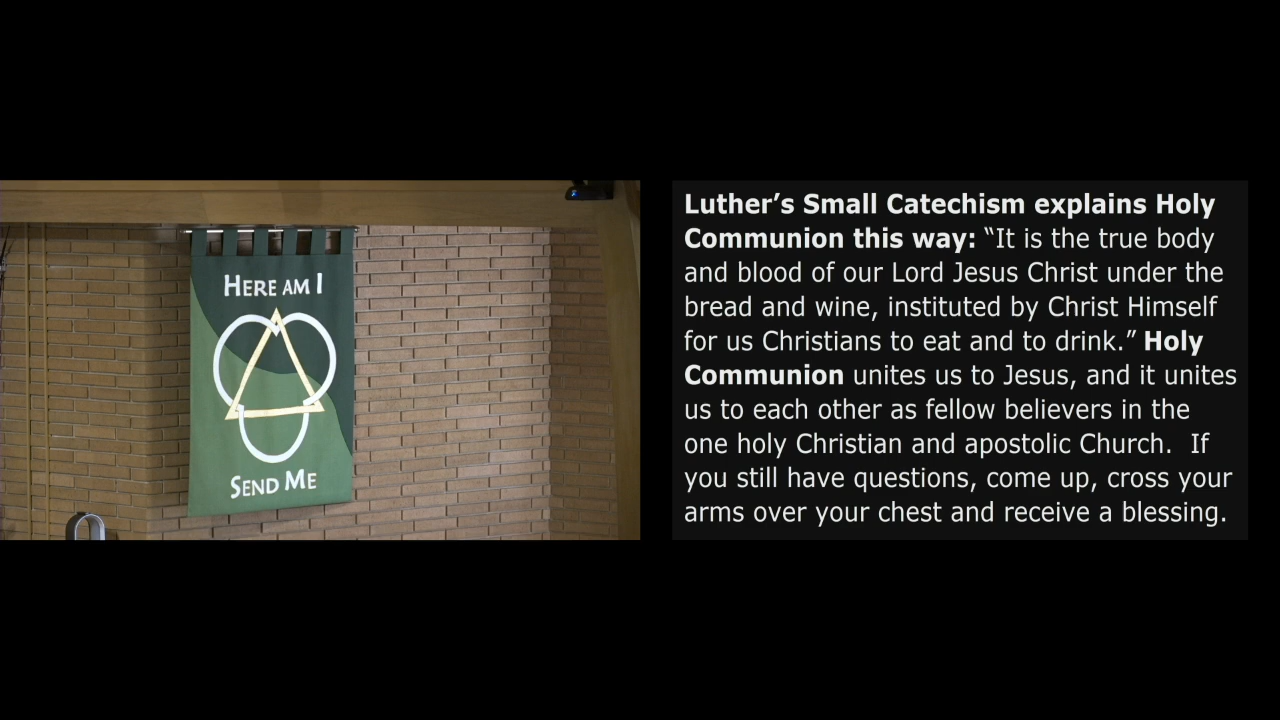 HERE AM I
SEND ME
Luther’s Small Catechism explains Holy
Communion this way: “It is the true body
and blood of our Lord Jesus Christ under the
bread and wine, instituted by Christ Himself
for us Christians to eat and to drink.” Holy
Communion unites us to Jesus, and it unites
us to each other as fellow believers in the
one holy Christian and apostolic Church.  If
you still have questions, come up, cross your
arms over your chest and receive a blessing.